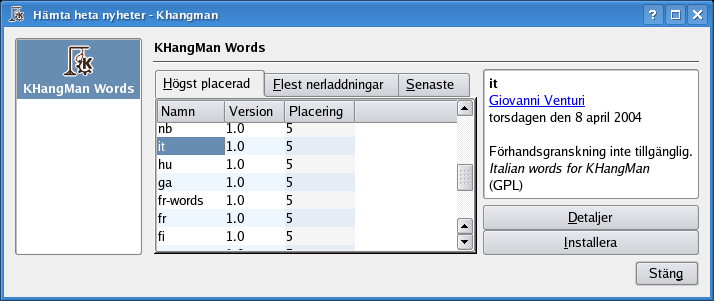 Hämta heta nyheter - Khangman
KHangMan Words
KHangMan Words
Högst placerad Flest nerladdningar Senaste
Namn Version Placering
nb 1.0 5
it 1.0 5
hu 1.0 5
ga 1.0 5
fr-words 1.0 5
fr 1.0 5
fi 1.0 5
it
Giovanni Venturi
torsdagen den 8 april 2004
Förhandsgranskning inte tillgänglig.
Italian words for KHangMan
(GPL)
Detaljer
Installera
Stäng